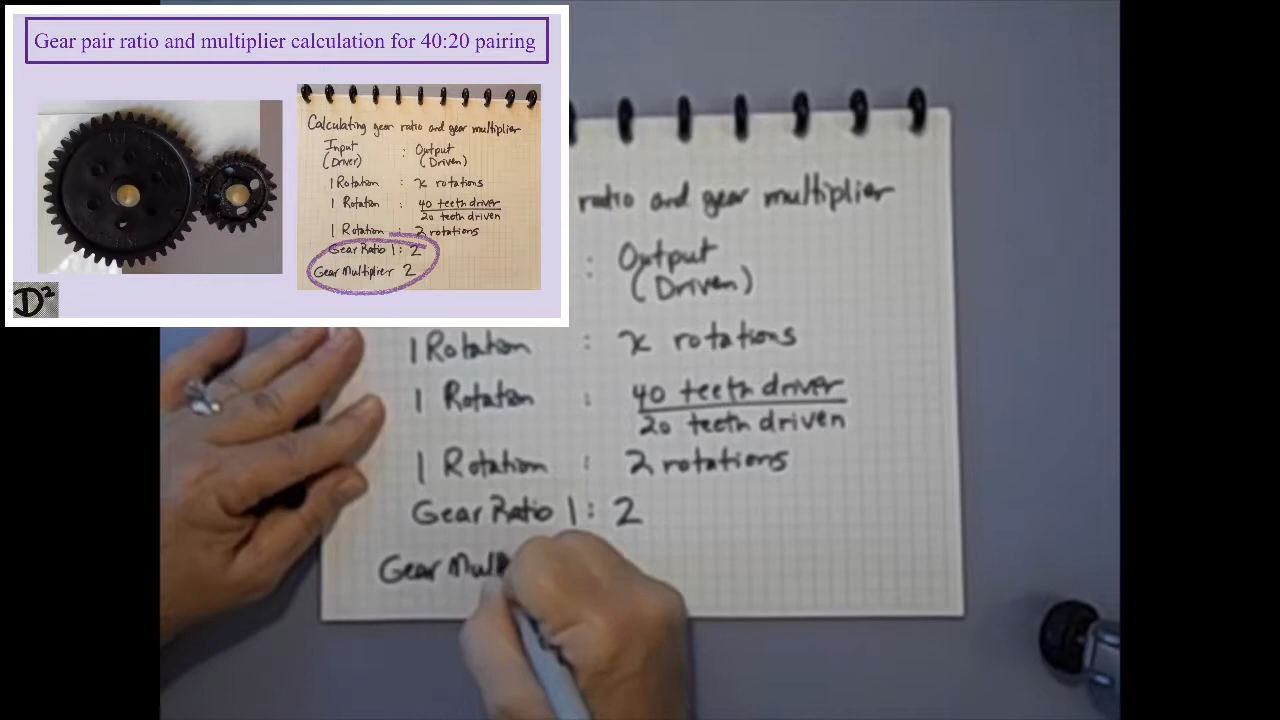 Gear pair ratio and multiplier calculation for 40:20 pairing
Calculating gear ratio and gear multiplier
Input : Output
(Driver) (Driven)
1 Rotation : x rotations
1 Rotation : 40 teeth driver
20 teeth driven
1 Rotation : 2 rotations
Gear Ratio 1 : 2
Gear Multiplier 2
D²
ratio and gear multiplier
: Output
(Driven)
1 Rotation : x rotations
1 Rotation : 40 teeth driver
20 teeth driven
1 Rotation : 2 rotations
Gear Ratio 1 : 2
Gear Mult